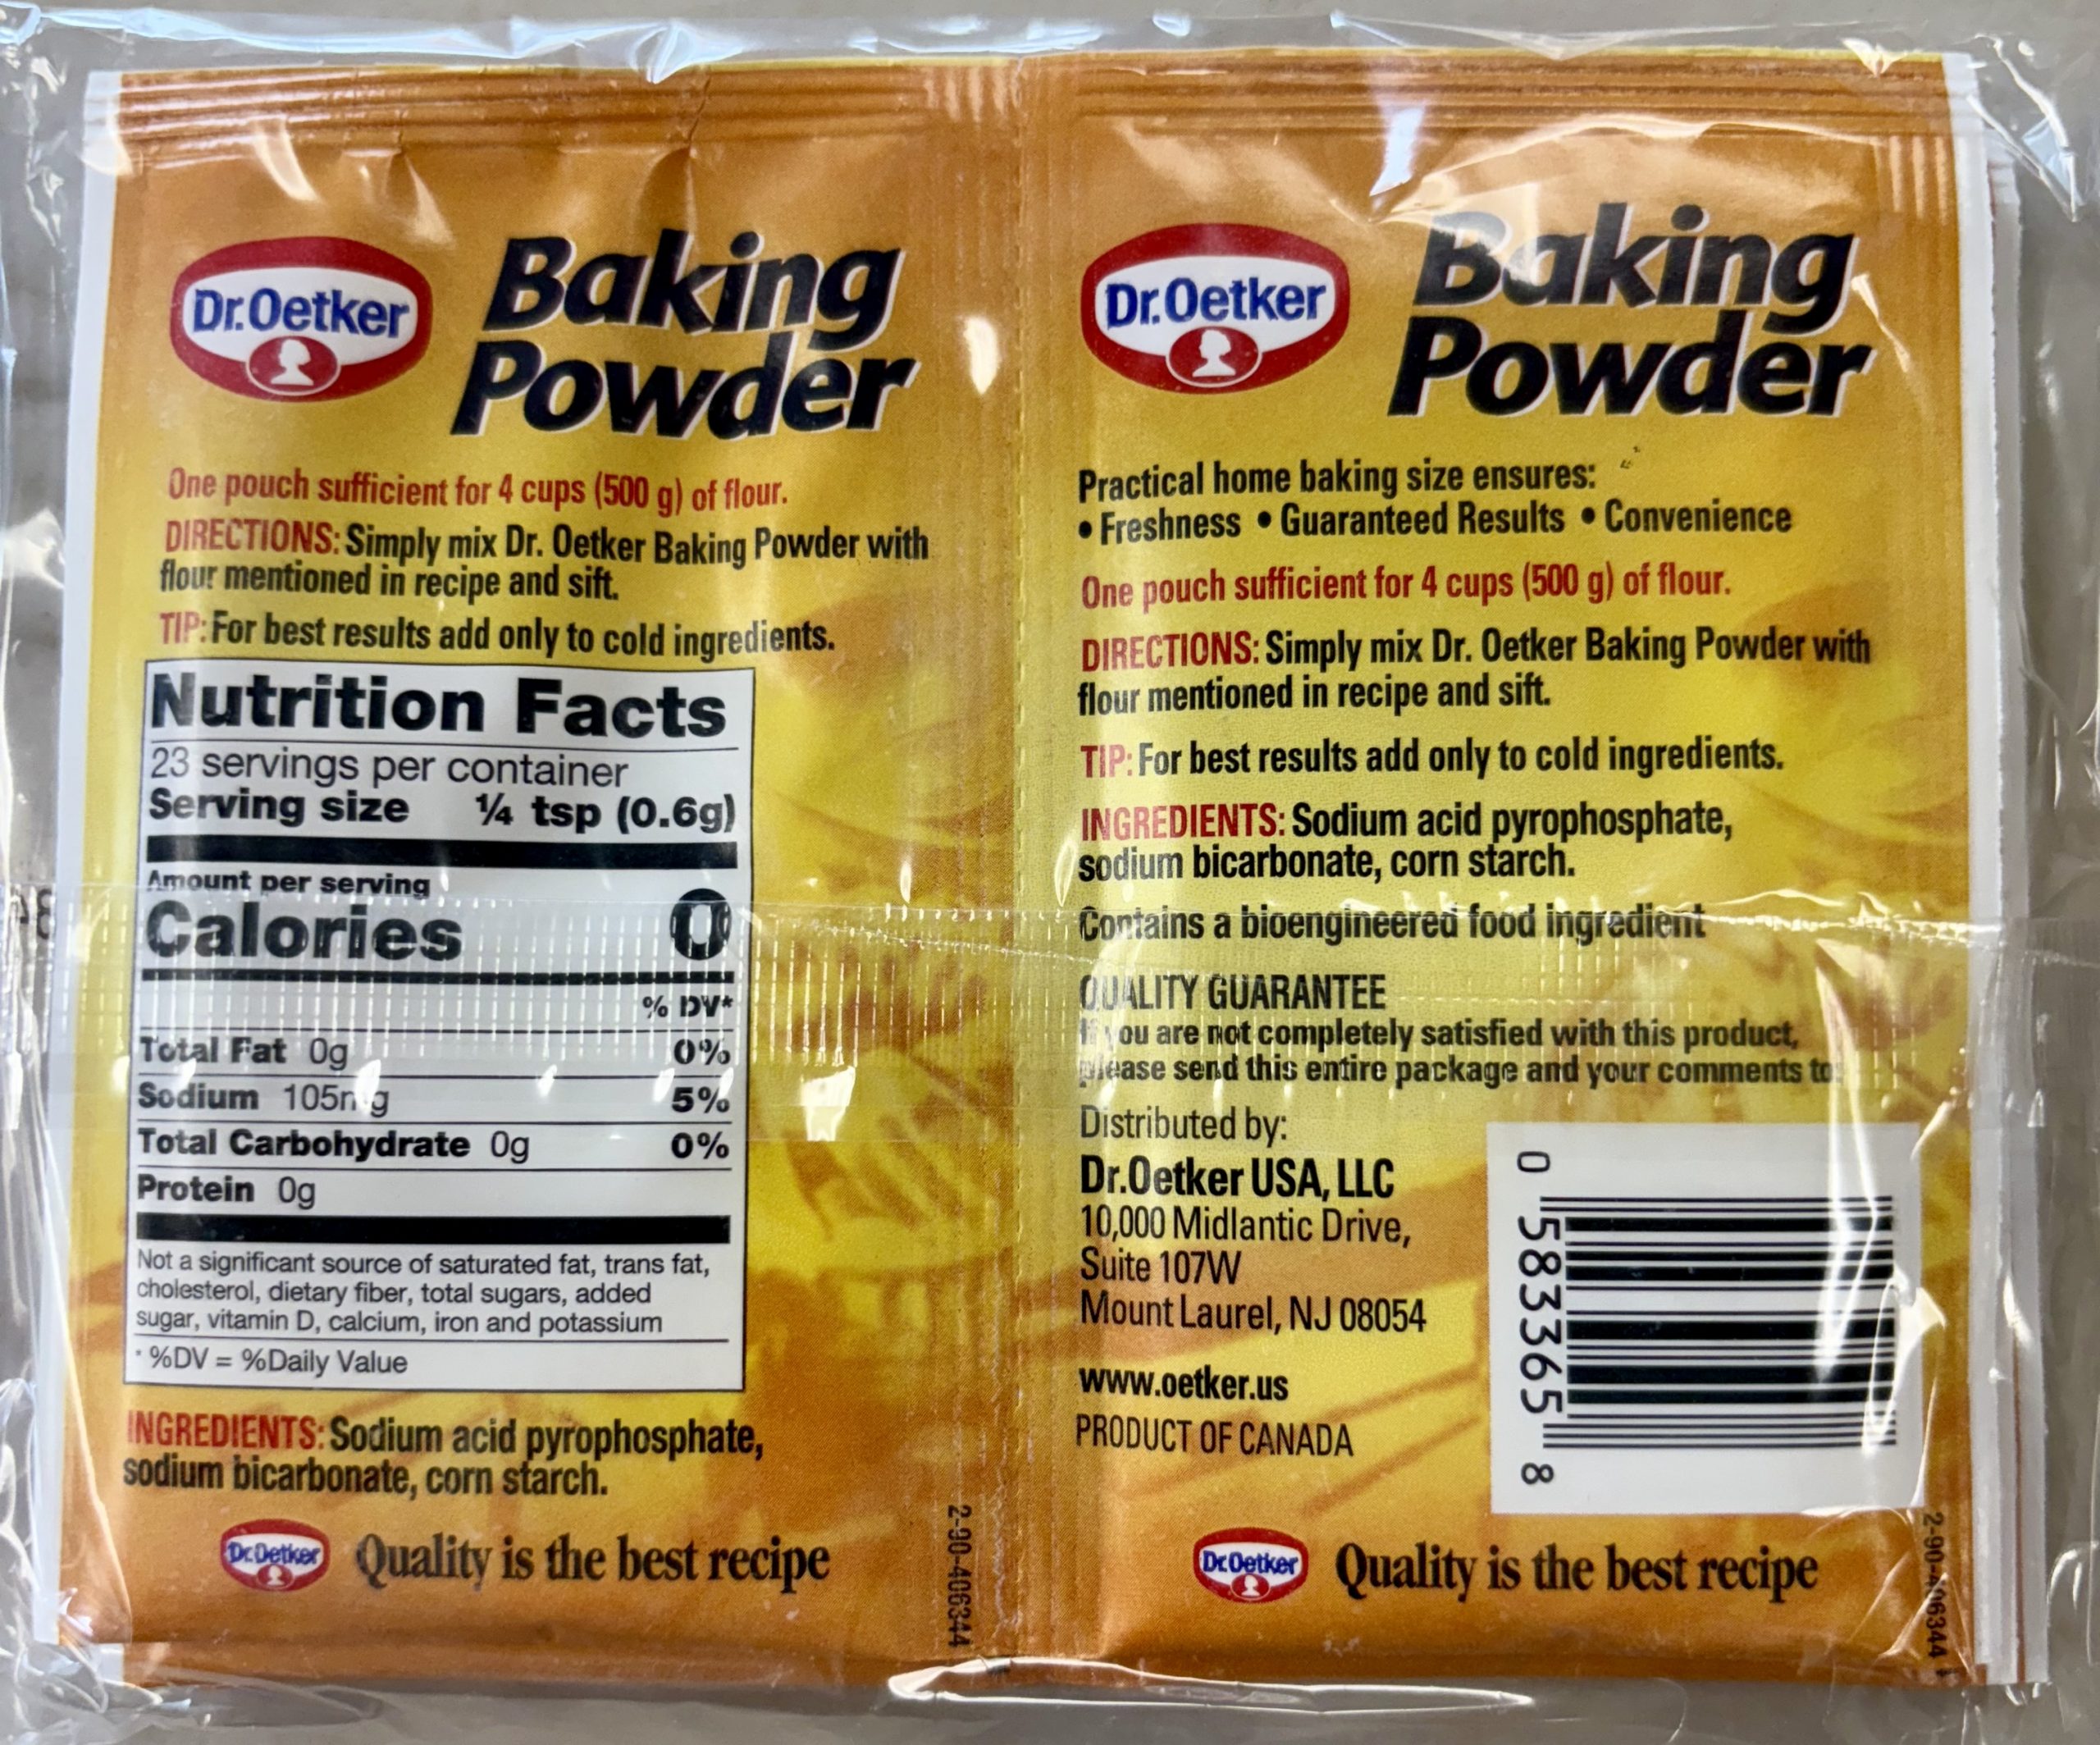 Dr.Oetker
Baking
Powder
One pouch sufficient for 4 cups (500 g) of flour.
DIRECTIONS: Simply mix Dr. Oetker Baking Powder with
flour mentioned in recipe and sift.
TIP: For best results add only to cold ingredients.
Nutrition Facts
23 servings per container
Serving size ¼ tsp (0.6g)
Amount per serving
Calories 0
% DV*
Total Fat 0g 0%
Sodium 105mg 5%
Total Carbohydrate 0g 0%
Protein 0g
Not a significant source of saturated fat, trans fat,
cholesterol, dietary fiber, total sugars, added
sugar, vitamin D, calcium, iron and potassium
* %DV = %Daily Value
INGREDIENTS: Sodium acid pyrophosphate,
sodium bicarbonate, corn starch.
Dr.Oetker Quality is the best recipe
2-90-406344
Dr.Oetker
Baking
Powder
Practical home baking size ensures:
• Freshness • Guaranteed Results • Convenience
One pouch sufficient for 4 cups (500 g) of flour.
DIRECTIONS: Simply mix Dr. Oetker Baking Powder with
flour mentioned in recipe and sift.
TIP: For best results add only to cold ingredients.
INGREDIENTS: Sodium acid pyrophosphate,
sodium bicarbonate, corn starch.
Contains a bioengineered food ingredient
QUALITY GUARANTEE
If you are not completely satisfied with this product,
please send this entire package and your comments to:
Distributed by:
Dr.Oetker USA, LLC
10,000 Midlantic Drive,
Suite 107W
Mount Laurel, NJ 08054
www.oetker.us
PRODUCT OF CANADA
0 583365 8
Dr.Oetker Quality is the best recipe
2-90-406344